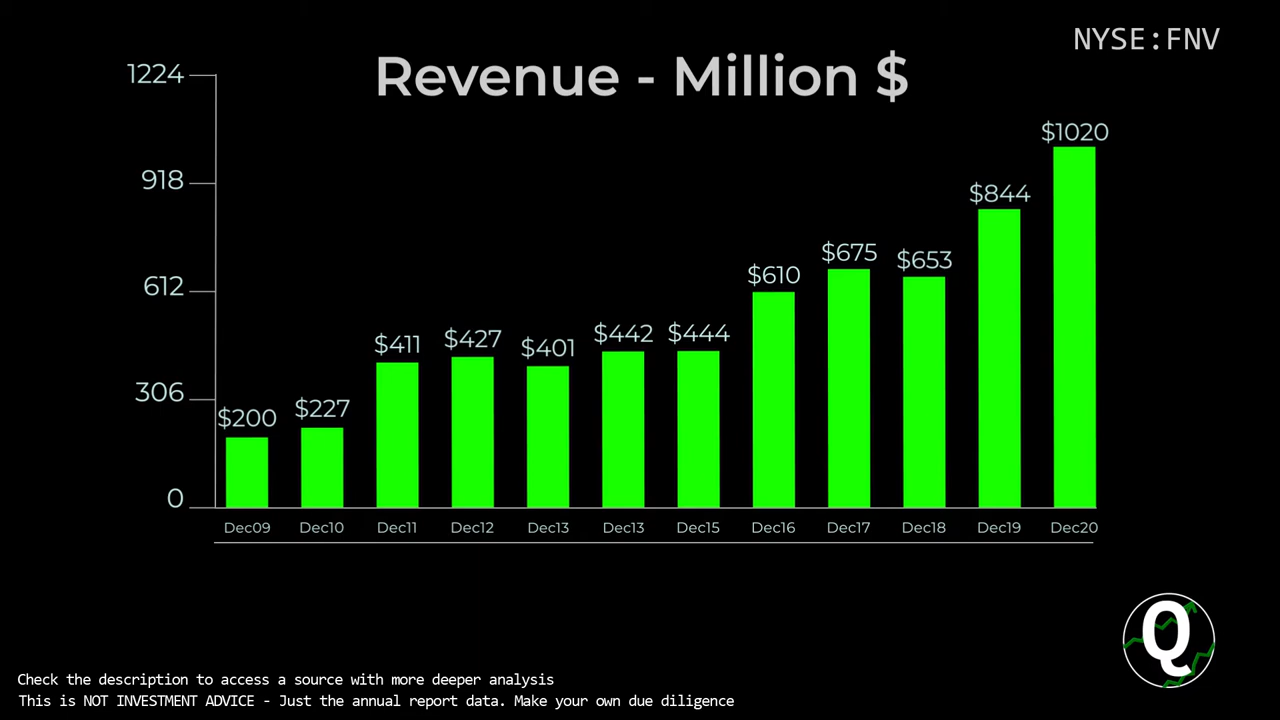 NYSE:FNV
Revenue - Million $
1224
918
612
306
0
$200
$227
$411
$427
$401
$442
$444
$610
$675
$653
$844
$1020
Dec09 Dec10 Dec11 Dec12 Dec13 Dec13 Dec15 Dec16 Dec17 Dec18 Dec19 Dec20
Q
Check the description to access a source with more deeper analysis
This is NOT INVESTMENT ADVICE - Just the annual report data. Make your own due diligence